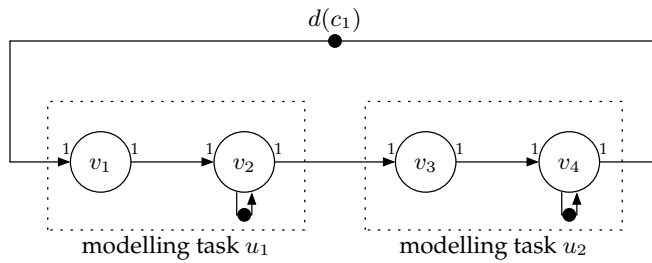 d(c₁)
1 v₁ 1 1 v₂ 1 1 v₃ 1 1 v₄ 1
modelling task u₁ modelling task u₂